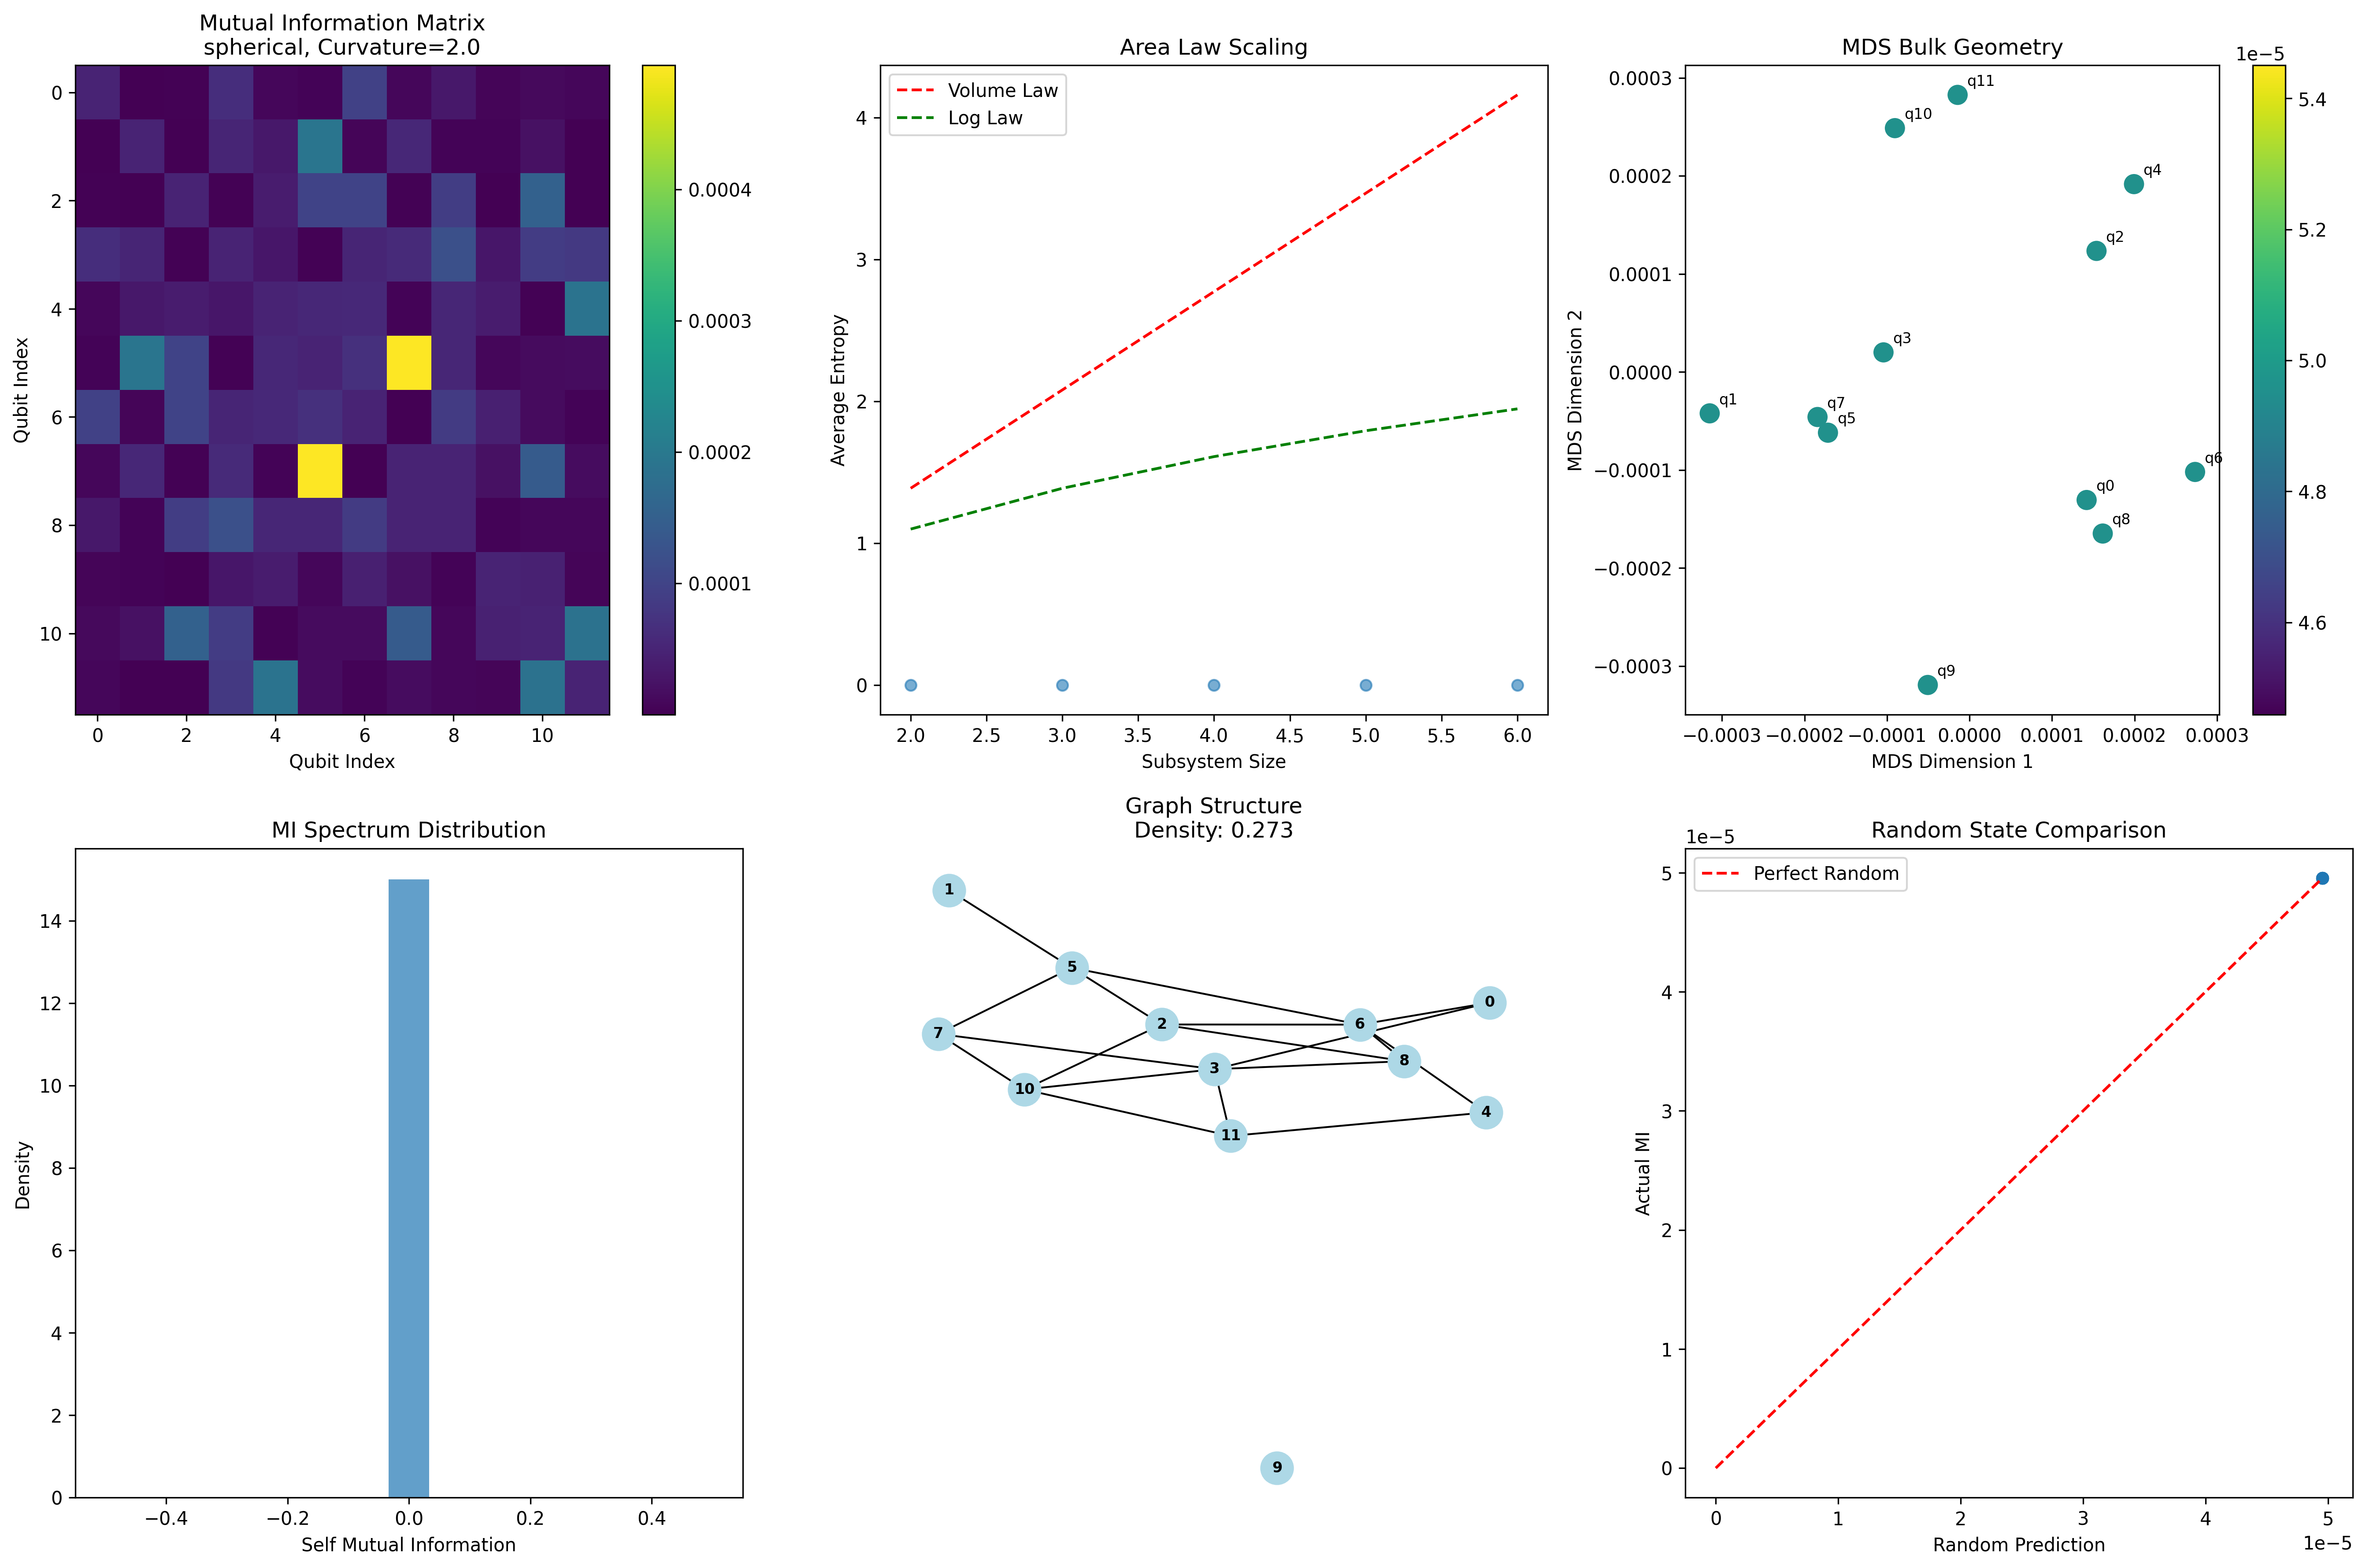 Mutual Information Matrix
spherical, Curvature=2.0
0
2
4
6
8
10
Qubit Index
0
2
4
6
8
10
Qubit Index
0.0004
0.0003
0.0002
0.0001
Area Law Scaling
Volume Law
Log Law
4
3
2
1
0
Average Entropy
2.0
2.5
3.0
3.5
4.0
4.5
5.0
5.5
6.0
Subsystem Size
MDS Bulk Geometry
0.0003
0.0002
0.0001
0.0000
−0.0001
−0.0002
−0.0003
MDS Dimension 2
q11
q10
q4
q2
q3
q1
q7
q5
q6
q0
q8
q9
−0.0003
−0.0002
−0.0001
0.0000
0.0001
0.0002
0.0003
MDS Dimension 1
1e−5
5.4
5.2
5.0
4.8
4.6
MI Spectrum Distribution
14
12
10
8
6
4
2
0
Density
−0.4
−0.2
0.0
0.2
0.4
Self Mutual Information
Graph Structure
Density: 0.273
1
5
0
2
6
7
8
3
10
4
11
9
Random State Comparison
1e−5
Perfect Random
5
4
3
2
1
0
Actual MI
0
1
2
3
4
5
1e−5
Random Prediction